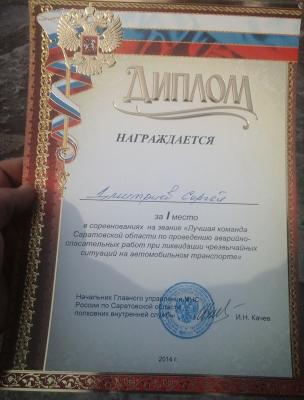 ДИПЛОМ
НАГРАЖДАЕТСЯ
Дмитриев Сергей
за I место
в соревнованиях на звание «Лучшая команда
Саратовской области по проведению аварийно-
спасательных работ при ликвидации чрезвычайных
ситуаций на автомобильном транспорте»
Начальник Главного управления МЧС
России по Саратовской области
полковник внутренней службы
И.Н. Качев
2014 г.